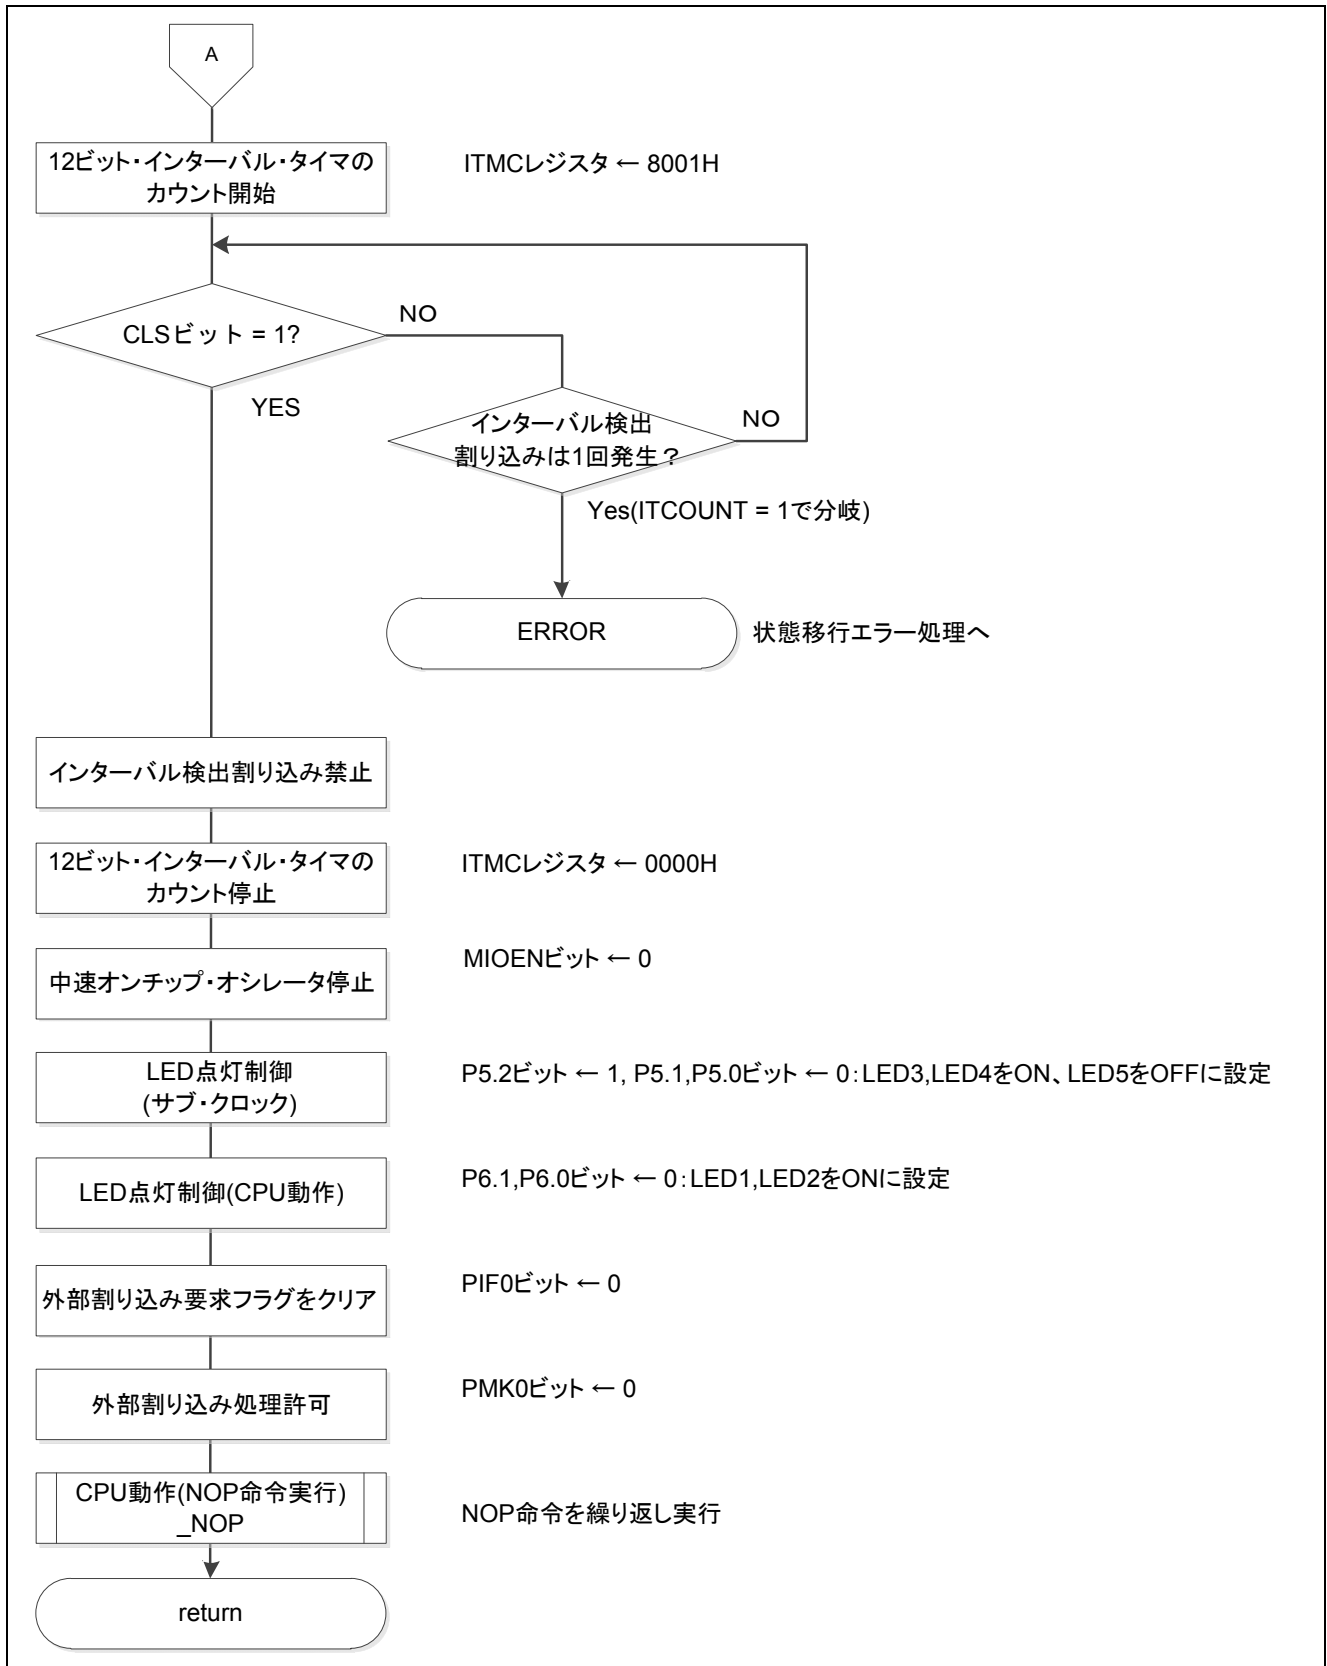 A
12ビット・インターバル・タイマの
カウント開始
ITMCレジスタ ← 8001H
CLSビット = 1?
NO
YES
インターバル検出
割り込みは1回発生？
NO
Yes(ITCOUNT = 1で分岐)
ERROR
状態移行エラー処理へ
インターバル検出割り込み禁止
12ビット・インターバル・タイマの
カウント停止
ITMCレジスタ ← 0000H
中速オンチップ・オシレータ停止
MIOENビット ← 0
LED点灯制御
(サブ・クロック)
P5.2ビット ← 1, P5.1,P5.0ビット ← 0：LED3,LED4をON、LED5をOFFに設定
LED点灯制御(CPU動作)
P6.1,P6.0ビット ← 0：LED1,LED2をONに設定
外部割り込み要求フラグをクリア
PIF0ビット ← 0
外部割り込み処理許可
PMK0ビット ← 0
CPU動作(NOP命令実行)
_NOP
NOP命令を繰り返し実行
return